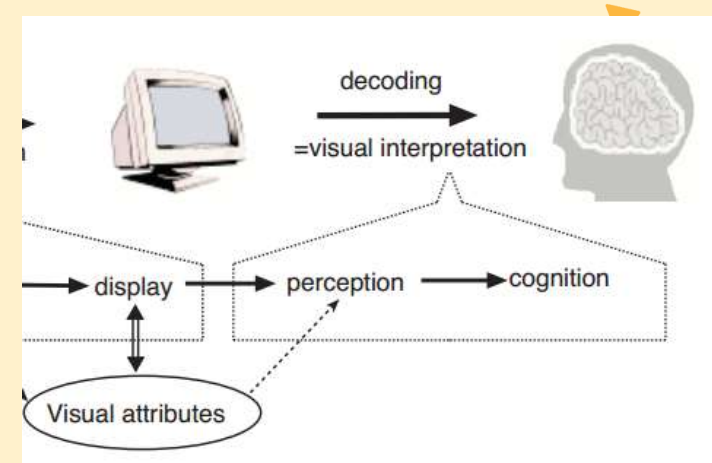 decoding
=visual interpretation
display
perception
cognition
Visual attributes